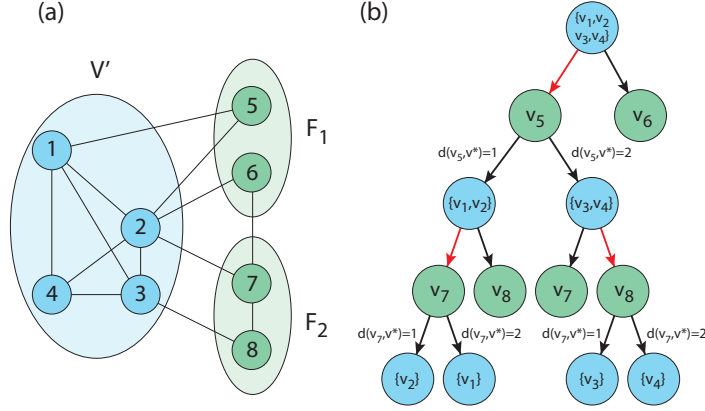 (a)
V'
1
2
3
4
5
6
F1
7
8
F2
(b)
{v1,v2
v3,v4}
v5
v6
d(v5,v*)=1
d(v5,v*)=2
{v1,v2}
{v3,v4}
v7
v8
v7
v8
d(v7,v*)=1
d(v7,v*)=2
d(v7,v*)=1
d(v7,v*)=2
{v2}
{v1}
{v3}
{v4}